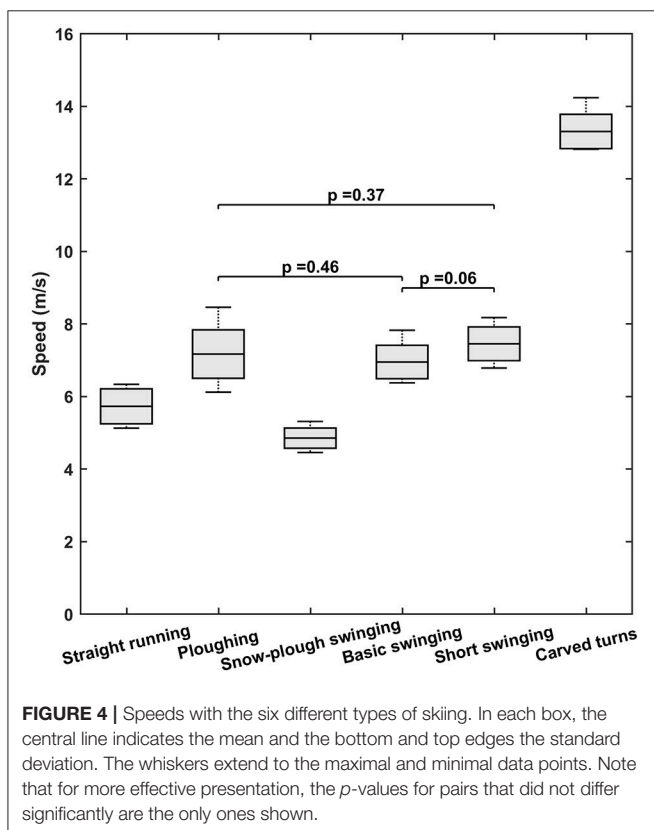 16
14
12
10
8
6
4
2
0
Speed (m/s)
p =0.37
p =0.46
p =0.06
Straight running
Ploughing
Snow-plough swinging
Basic swinging
Short swinging
Carved turns
FIGURE 4 | Speeds with the six different types of skiing. In each box, the
central line indicates the mean and the bottom and top edges the standard
deviation. The whiskers extend to the maximal and minimal data points. Note
that for more effective presentation, the p-values for pairs that did not differ
significantly are the only ones shown.